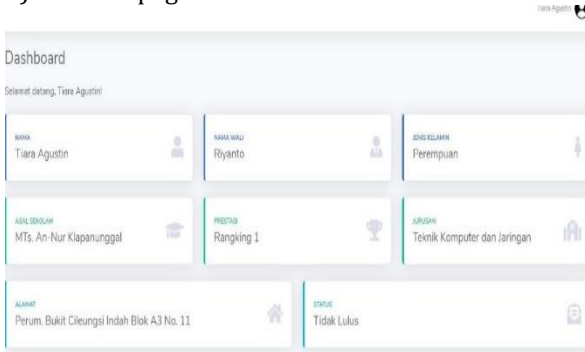 Tiara Agustin
Dashboard
Selamat datang, Tiara Agustin!
NAMA
Tiara Agustin
NAMA WALI
Riyanto
JENIS KELAMIN
Perempuan
ASAL SEKOLAH
MTs. An-Nur Klapanunggal
PRESTASI
Rangking 1
JURUSAN
Teknik Komputer dan Jaringan
ALAMAT
Perum. Bukit Cileungsi Indah Blok A3 No. 11
STATUS
Tidak Lulus